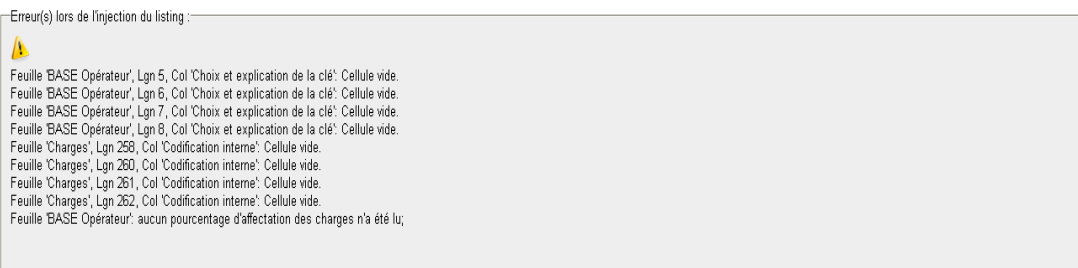 Erreur(s) lors de l'injection du listing :
Feuille 'BASE Opérateur', Lgn 5, Col 'Choix et explication de la clé': Cellule vide.
Feuille 'BASE Opérateur', Lgn 6, Col 'Choix et explication de la clé': Cellule vide.
Feuille 'BASE Opérateur', Lgn 7, Col 'Choix et explication de la clé': Cellule vide.
Feuille 'BASE Opérateur', Lgn 8, Col 'Choix et explication de la clé': Cellule vide.
Feuille 'Charges', Lgn 258, Col 'Codification interne': Cellule vide.
Feuille 'Charges', Lgn 260, Col 'Codification interne': Cellule vide.
Feuille 'Charges', Lgn 261, Col 'Codification interne': Cellule vide.
Feuille 'Charges', Lgn 262, Col 'Codification interne': Cellule vide.
Feuille 'BASE Opérateur': aucun pourcentage d'affectation des charges n'a été lu;